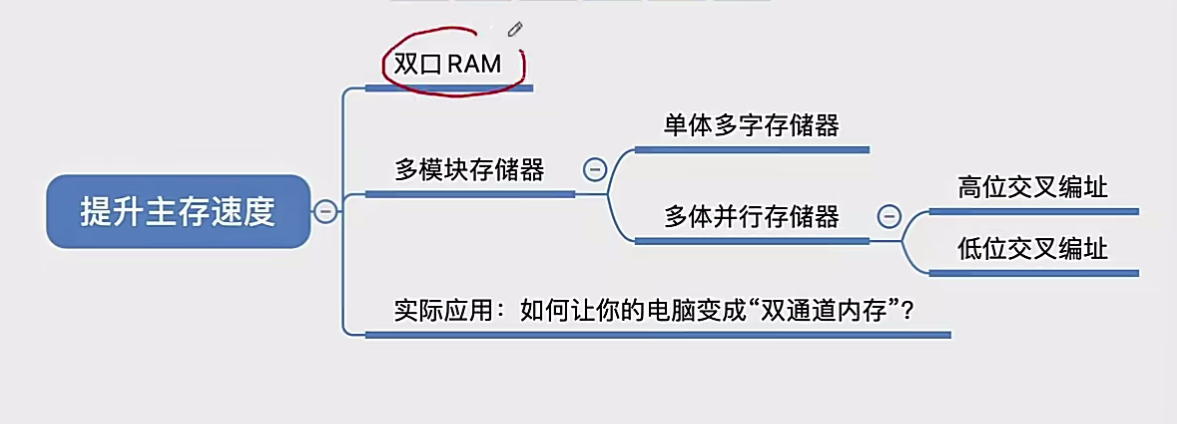 双口RAM
单体多字存储器
多模块存储器
高位交叉编址
提升主存速度
多体并行存储器
低位交叉编址
实际应用：如何让你的电脑变成“双通道内存”？